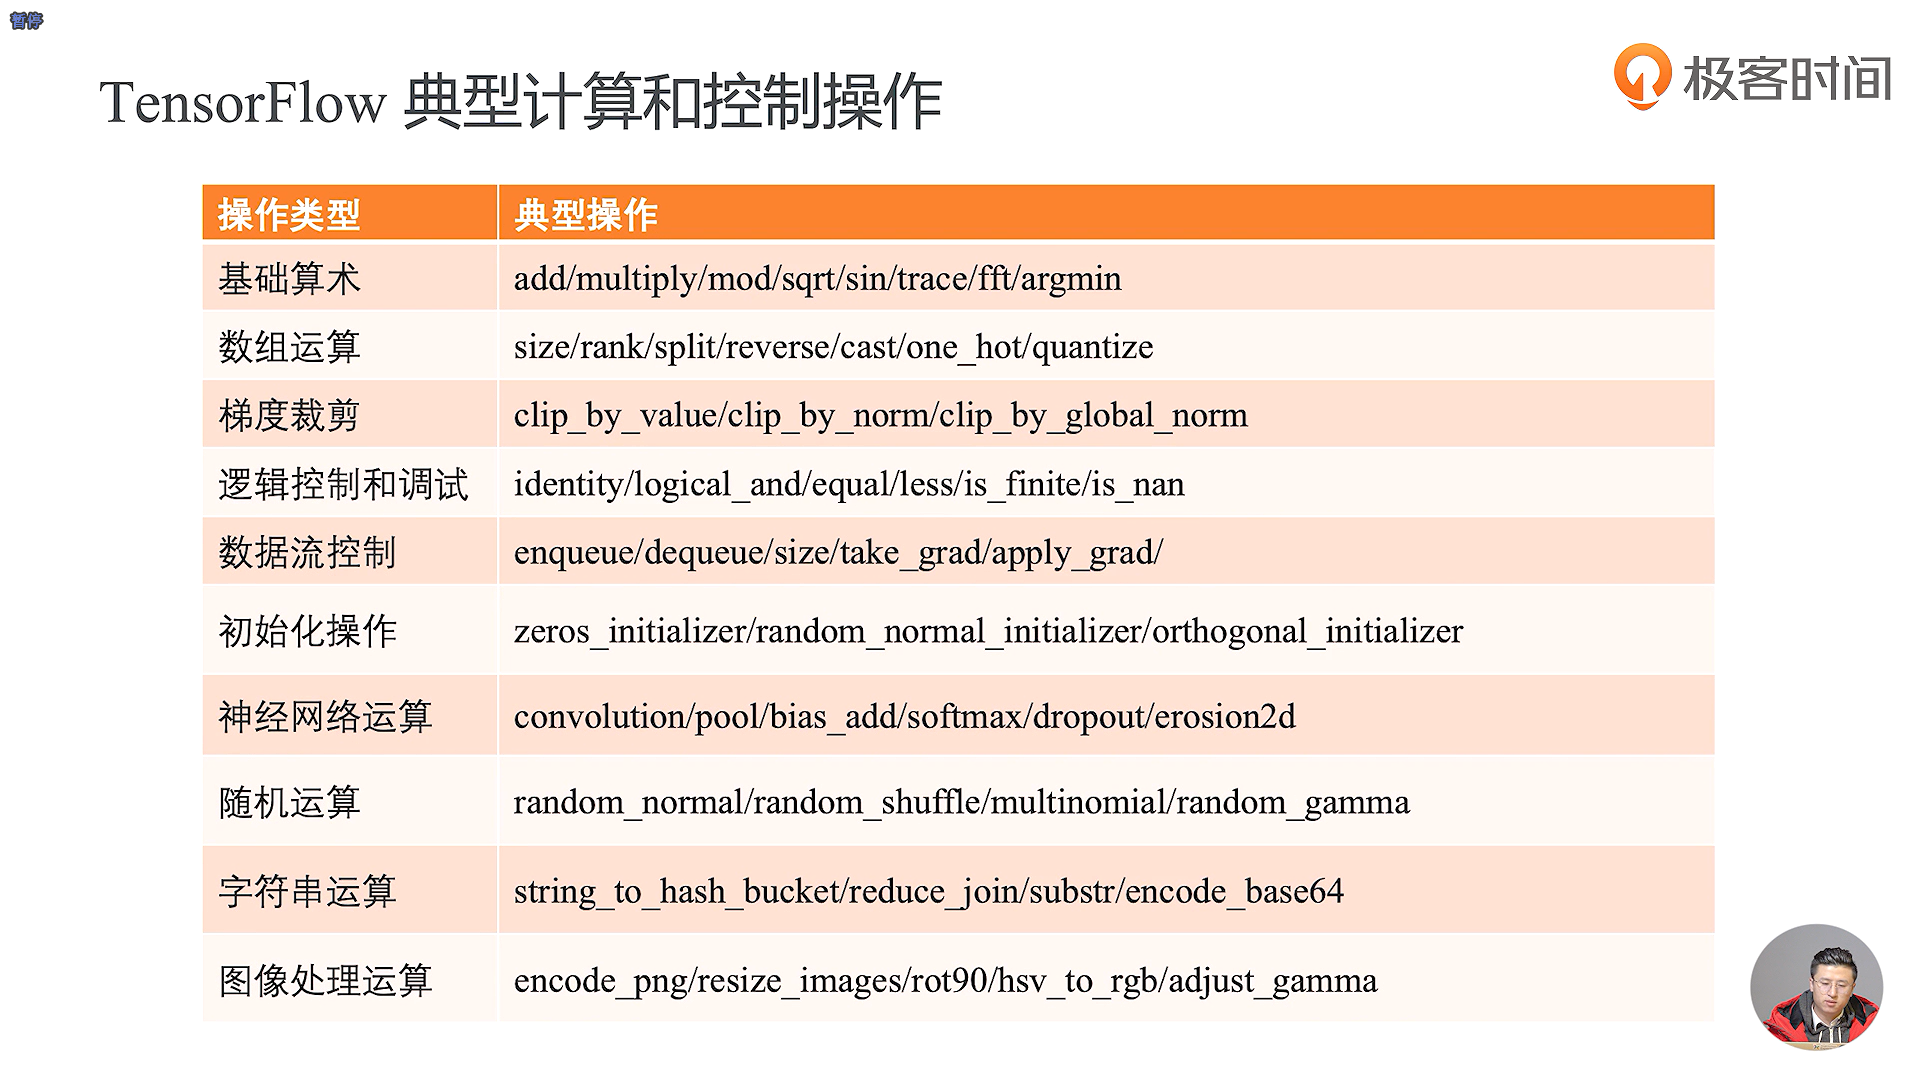 暂停
极客时间
TensorFlow 典型计算和控制操作
操作类型 典型操作
基础算术 add/multiply/mod/sqrt/sin/trace/fft/argmin
数组运算 size/rank/split/reverse/cast/one_hot/quantize
梯度裁剪 clip_by_value/clip_by_norm/clip_by_global_norm
逻辑控制和调试 identity/logical_and/equal/less/is_finite/is_nan
数据流控制 enqueue/dequeue/size/take_grad/apply_grad/
初始化操作 zeros_initializer/random_normal_initializer/orthogonal_initializer
神经网络运算 convolution/pool/bias_add/softmax/dropout/erosion2d
随机运算 random_normal/random_shuffle/multinomial/random_gamma
字符串运算 string_to_hash_bucket/reduce_join/substr/encode_base64
图像处理运算 encode_png/resize_images/rot90/hsv_to_rgb/adjust_gamma